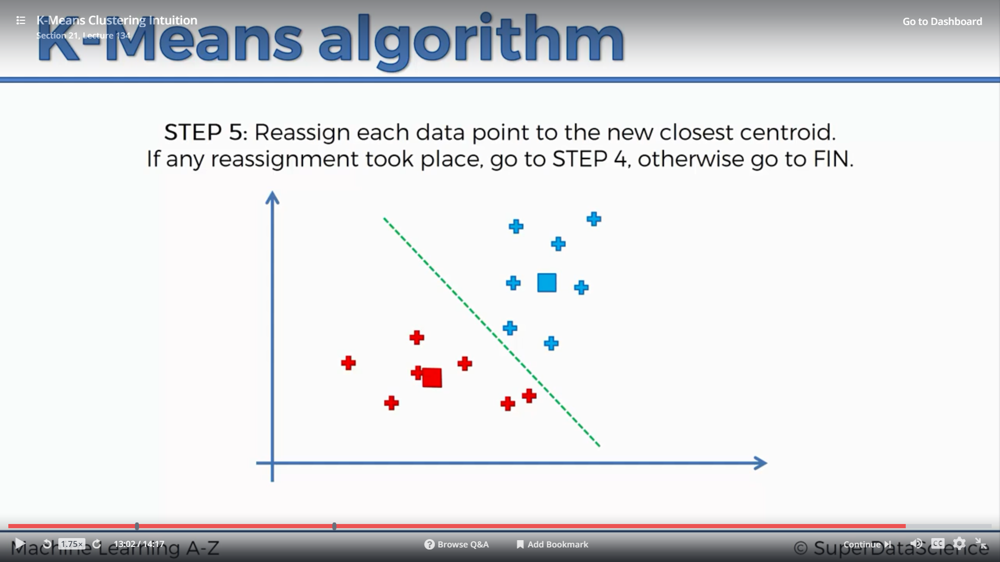 K-Means Clustering Intuition
Go to Dashboard
Section 21, Lecture 134
K-Means algorithm
STEP 5: Reassign each data point to the new closest centroid.
If any reassignment took place, go to STEP 4, otherwise go to FIN.
1.75×
13:02 / 14:17
Browse Q&A
Add Bookmark
Continue
CC
Machine Learning A-Z
© SuperDataScience